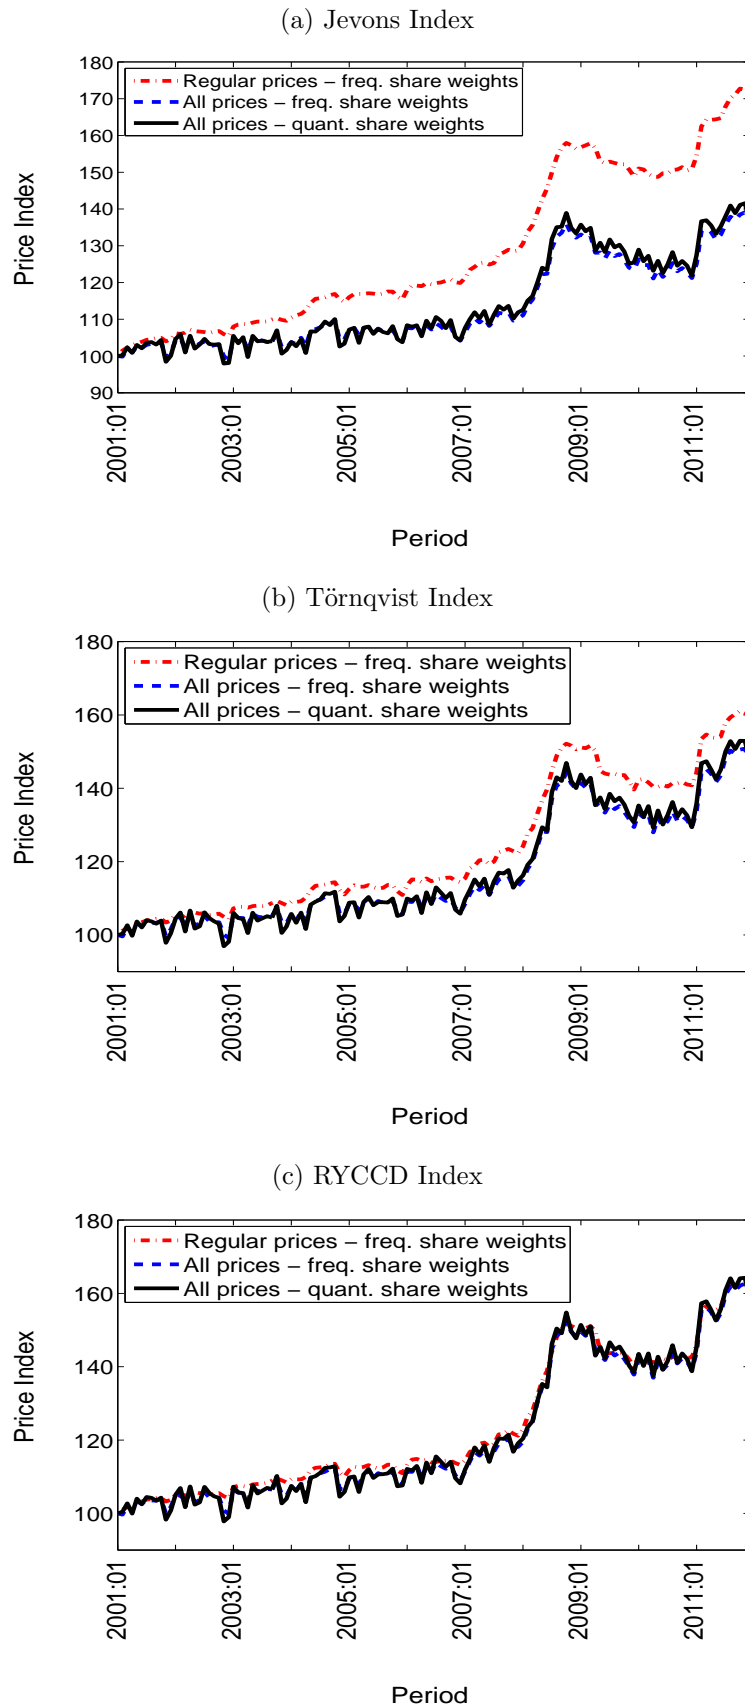 (a) Jevons Index
180
170
160
150
140
130
120
110
100
90
Price Index
Regular prices – freq. share weights
All prices – freq. share weights
All prices – quant. share weights
2001:01
2003:01
2005:01
2007:01
2009:01
2011:01
Period
(b) Törnqvist Index
180
160
140
120
100
Price Index
Regular prices – freq. share weights
All prices – freq. share weights
All prices – quant. share weights
2001:01
2003:01
2005:01
2007:01
2009:01
2011:01
Period
(c) RYCCD Index
180
160
140
120
100
Price Index
Regular prices – freq. share weights
All prices – freq. share weights
All prices – quant. share weights
2001:01
2003:01
2005:01
2007:01
2009:01
2011:01
Period